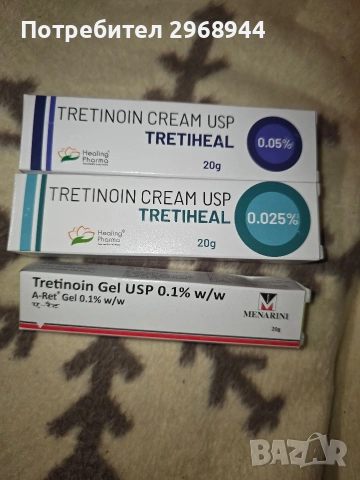 Потребител 2968944
TRETINOIN CREAM USP
TRETIHEAL
0.05%
Healing
Pharma
20g
TRETINOIN CREAM USP
TRETIHEAL
0.025%
Healing
Pharma
20g
Tretinoin Gel USP 0.1% w/w
A-Ret Gel 0.1% w/w
ए-रेट
MENARINI
20g
BAZAR